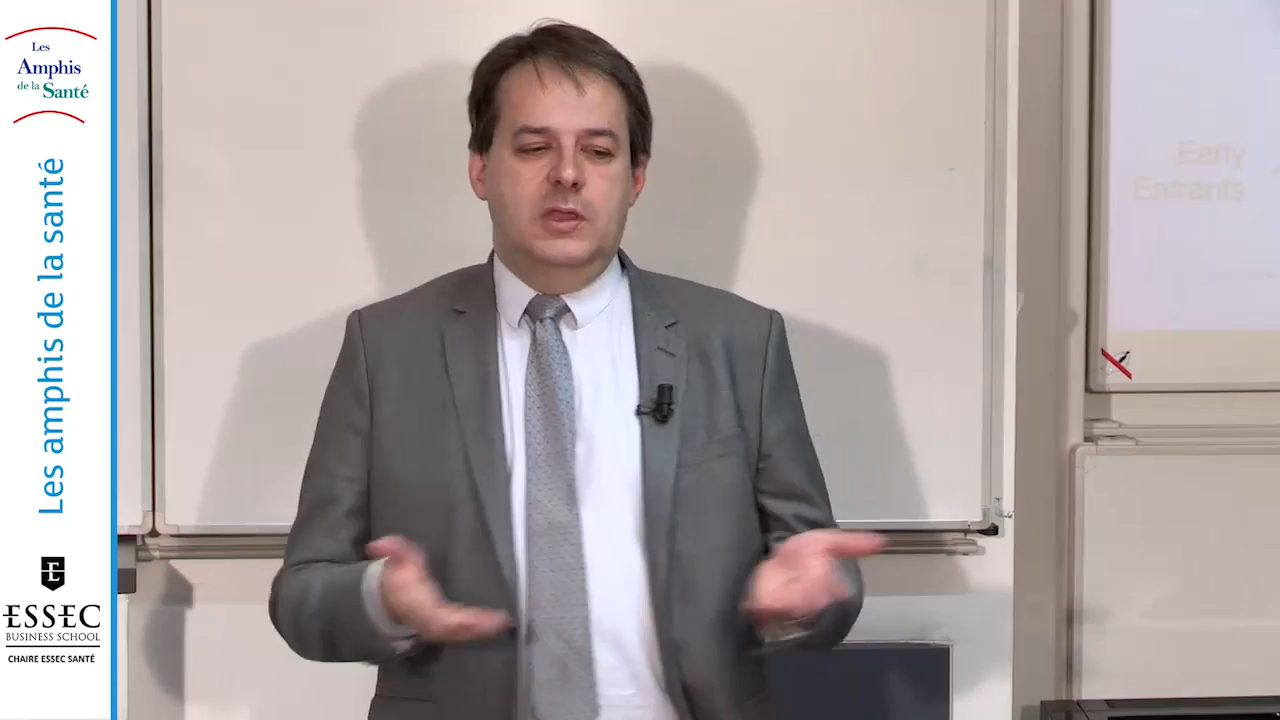 Les
Amphis
de la Santé
Les amphis de la santé
E
ESSEC
BUSINESS SCHOOL
CHAIRE ESSEC SANTÉ
Early
Entrants